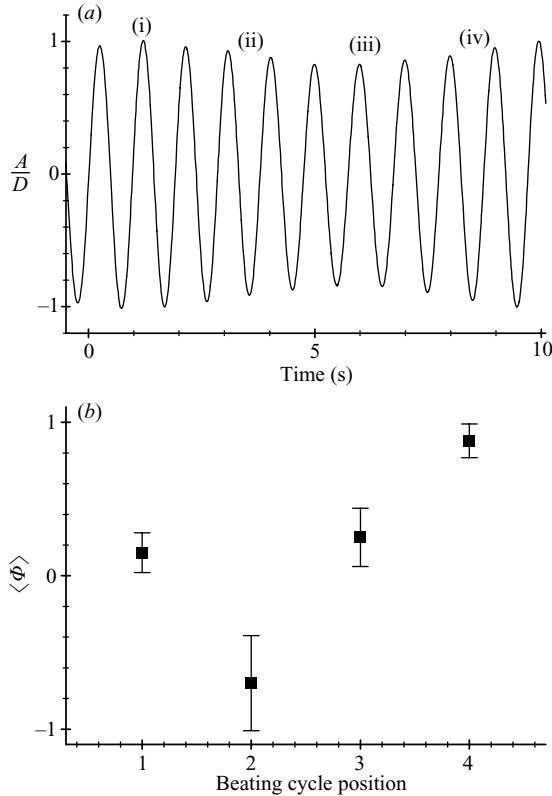 (a)
(i)
(ii)
(iii)
(iv)
1
0
–1
A
D
0
5
10
Time (s)
(b)
1
0
–1
⟨Φ⟩
1
2
3
4
Beating cycle position